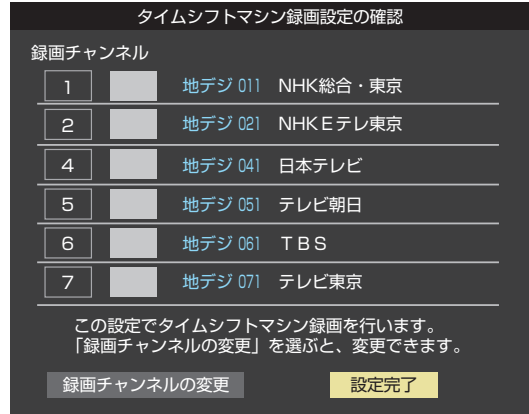 タイムシフトマシン録画設定の確認
録画チャンネル
1 地デジ 011 NHK総合・東京
2 地デジ 021 NHKEテレ東京
4 地デジ 041 日本テレビ
5 地デジ 051 テレビ朝日
6 地デジ 061 TBS
7 地デジ 071 テレビ東京
この設定でタイムシフトマシン録画を行います。
「録画チャンネルの変更」を選ぶと、変更できます。
録画チャンネルの変更 設定完了